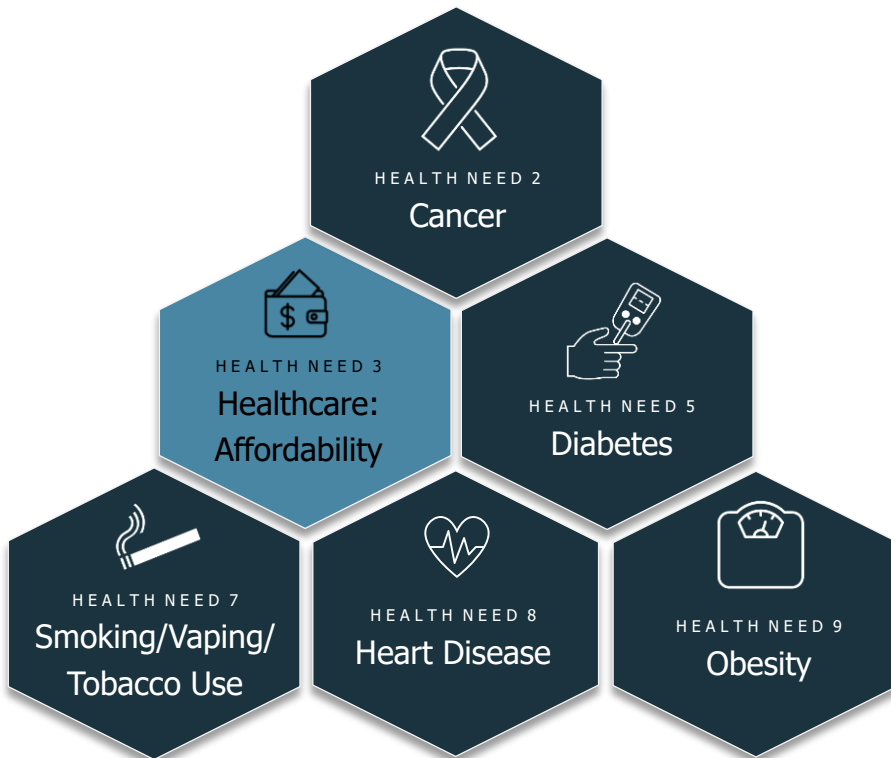 HEALTH NEED 2
Cancer
$
HEALTH NEED 3
Healthcare:
Affordability
HEALTH NEED 5
Diabetes
HEALTH NEED 7
Smoking/Vaping/
Tobacco Use
HEALTH NEED 8
Heart Disease
HEALTH NEED 9
Obesity